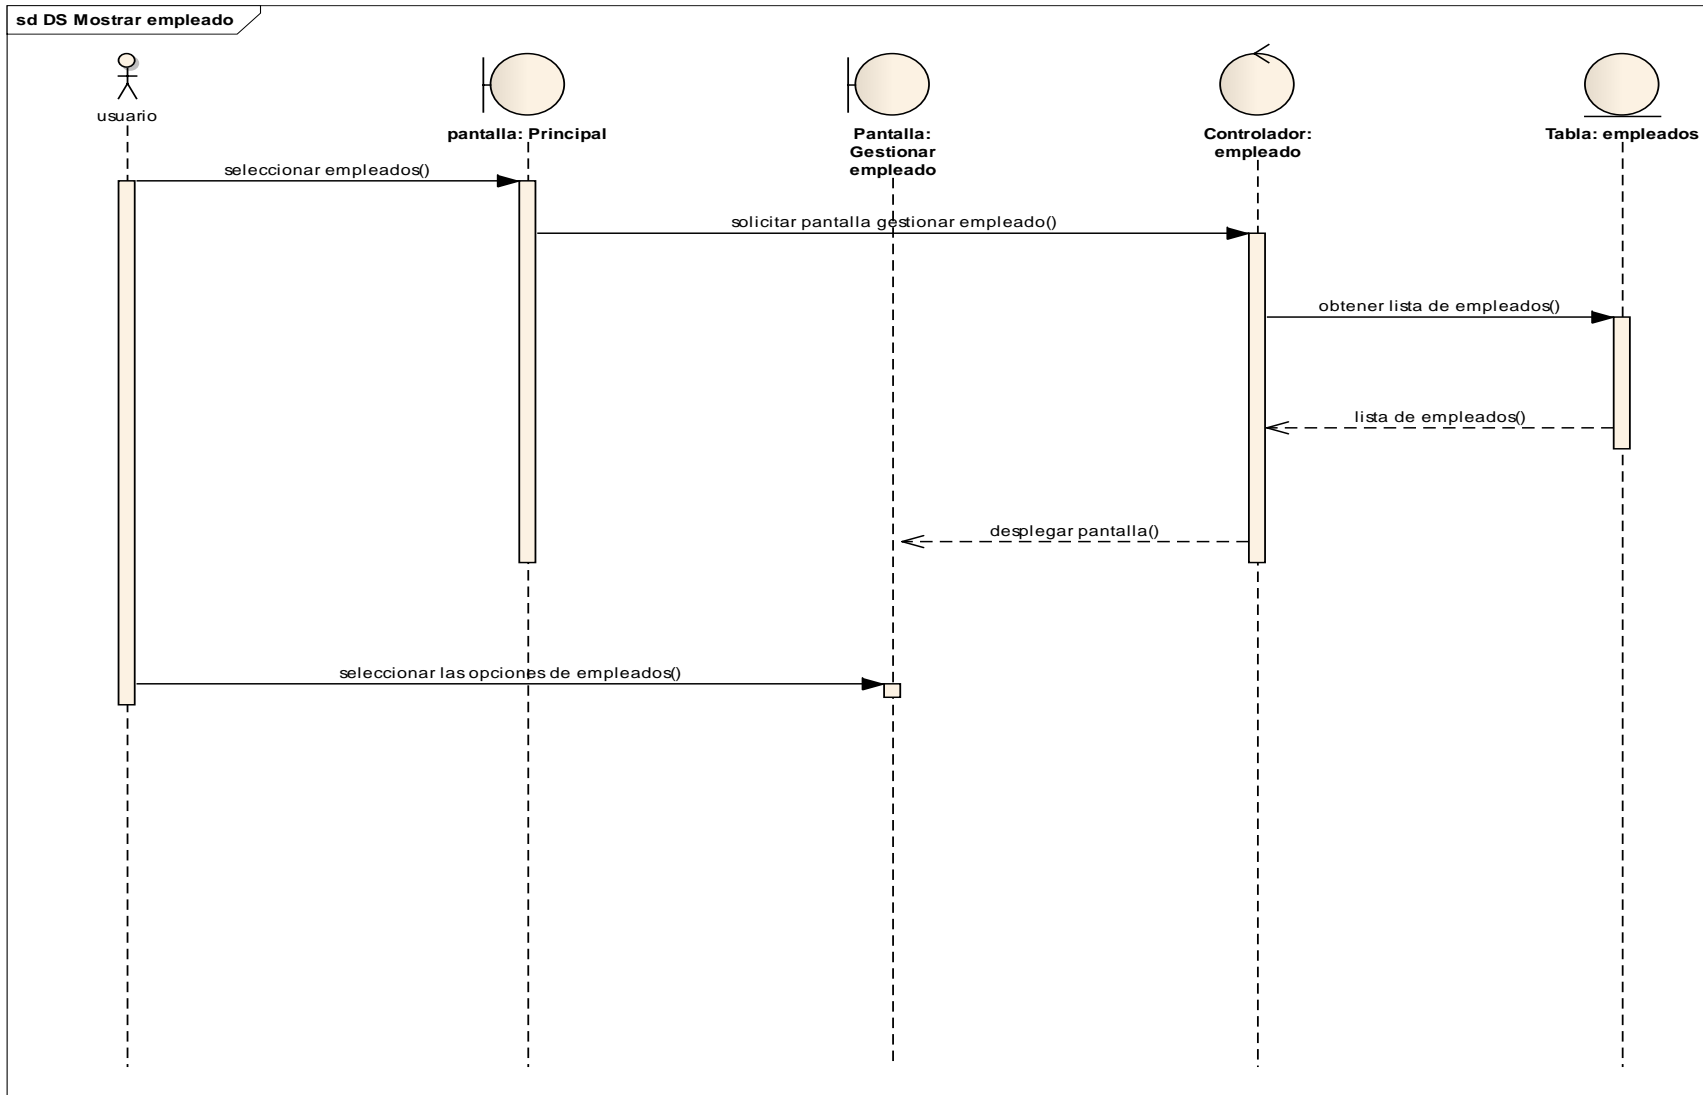 sd DS Mostrar empleado
usuario
pantalla: Principal
Pantalla:
Gestionar
empleado
Controlador:
empleado
Tabla: empleados
seleccionar empleados()
solicitar pantalla gestionar empleado()
obtener lista de empleados()
lista de empleados()
desplegar pantalla()
seleccionar las opciones de empleados()